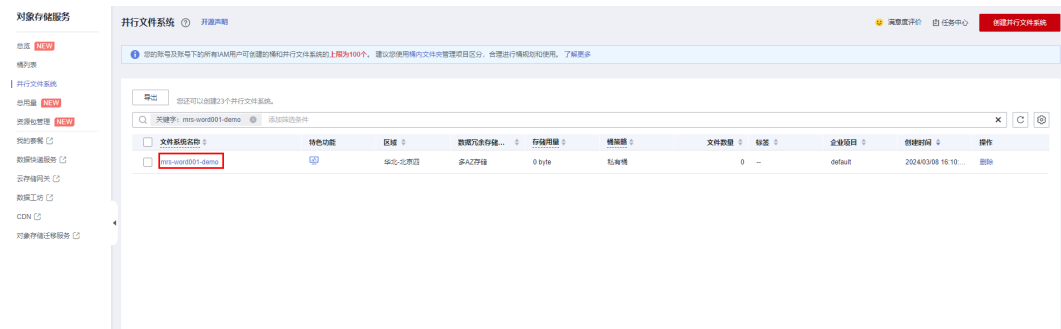 对象存储服务
总览 NEW
桶列表
并行文件系统
总用量 NEW
资源包管理 NEW
我的套餐
数据快递服务
云存储网关
数据工坊
CDN
对象存储迁移服务
并行文件系统 开源声明
满意度评价 任务中心 创建并行文件系统
您的账号及账号下的所有IAM用户可创建的桶和并行文件系统的上限为100个。 建议您使用桶内文件夹管理项目区分，合理进行桶规划和使用。 了解更多
导出 您还可以创建23个并行文件系统。
关键字: mrs-word001-demo 添加筛选条件
文件系统名称 特色功能 区域 数据冗余存储... 存储用量 桶策略 文件数量 标签 企业项目 创建时间 操作
mrs-word001-demo 华北-北京四 多AZ存储 0 byte 私有桶 0 -- default 2024/03/08 16:10:... 删除